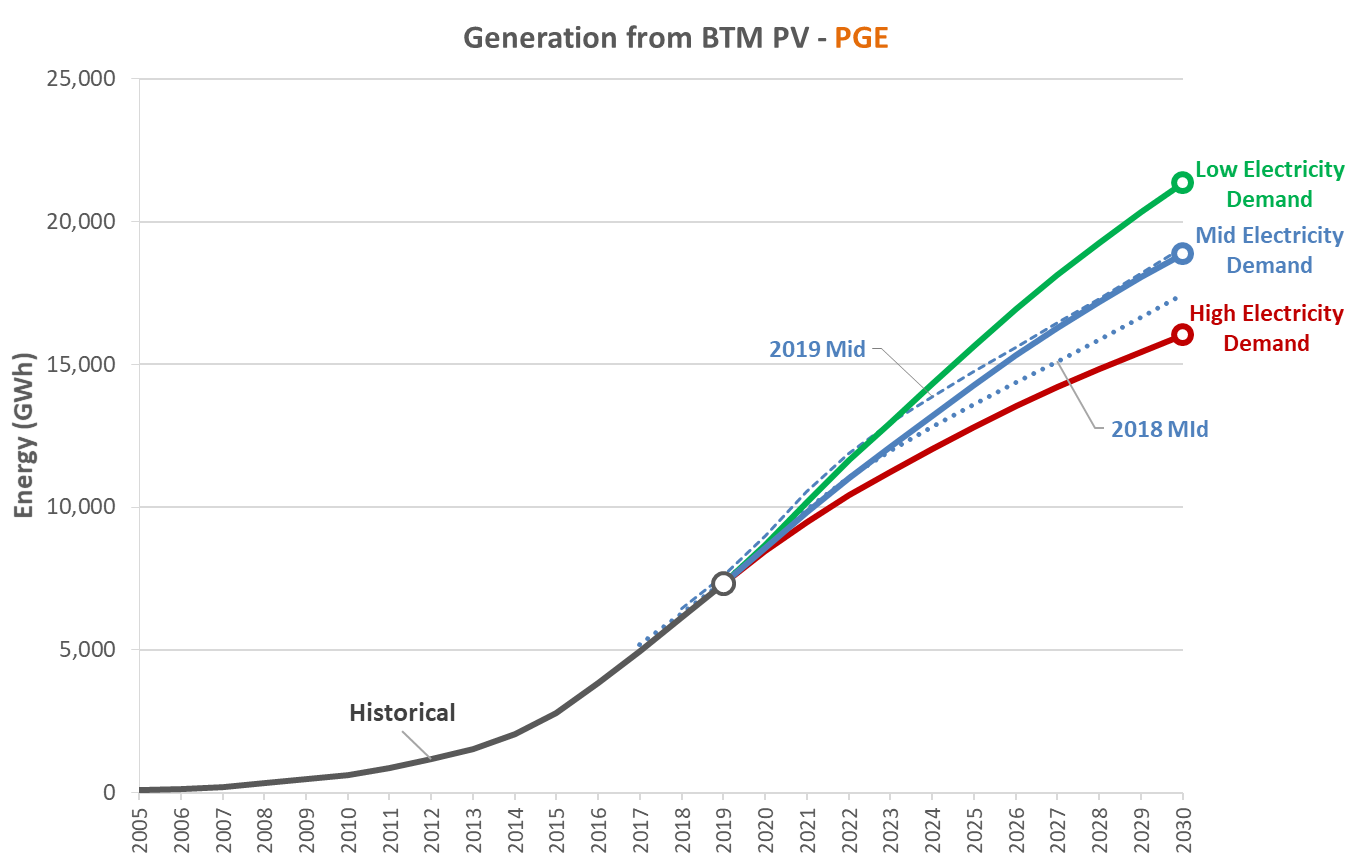 Generation from BTM PV - PGE
25,000
20,000
15,000
10,000
5,000
0
Energy (GWh)
Low Electricity
Demand
Mid Electricity
Demand
High Electricity
Demand
2019 Mid
2018 MId
Historical
2005
2006
2007
2008
2009
2010
2011
2012
2013
2014
2015
2016
2017
2018
2019
2020
2021
2022
2023
2024
2025
2026
2027
2028
2029
2030